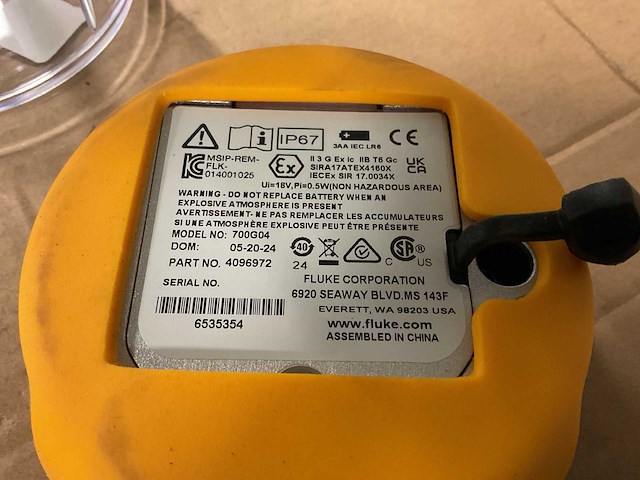 IP67
3AA IEC LR6
CE
MSIP-REM-
FLK-
014001025
Ex
II 3 G Ex ic IIB T6 Gc
SIRA17ATEX4160X
IECEx SIR 17.0034X
UK
CA
Ui=18V,Pi=0.5W(NON HAZARDOUS AREA)
WARNING - DO NOT REPLACE BATTERY WHEN AN
EXPLOSIVE ATMOSPHERE IS PRESENT
AVERTISSEMENT- NE PAS REMPLACER LES ACCUMULATEURS
SI UNE ATMOSPHÈRE EXPLOSIVE PEUT ÊTRE PRÉSENTE
MODEL NO: 700G04
DOM: 05-20-24
40
24
C SA ® US
PART NO. 4096972
SERIAL NO.
6535354
FLUKE CORPORATION
6920 SEAWAY BLVD.MS 143F
EVERETT, WA 98203 USA
www.fluke.com
ASSEMBLED IN CHINA